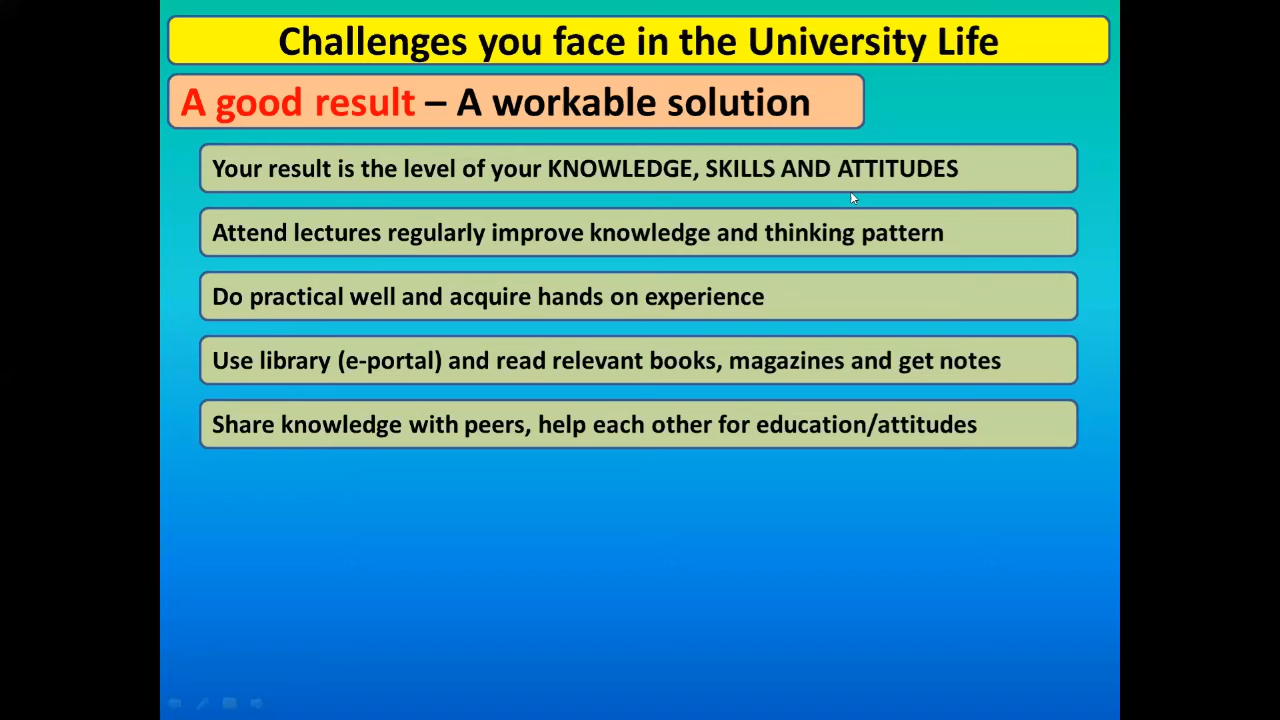 Challenges you face in the University Life
A good result – A workable solution
Your result is the level of your KNOWLEDGE, SKILLS AND ATTITUDES
Attend lectures regularly improve knowledge and thinking pattern
Do practical well and acquire hands on experience
Use library (e-portal) and read relevant books, magazines and get notes
Share knowledge with peers, help each other for education/attitudes